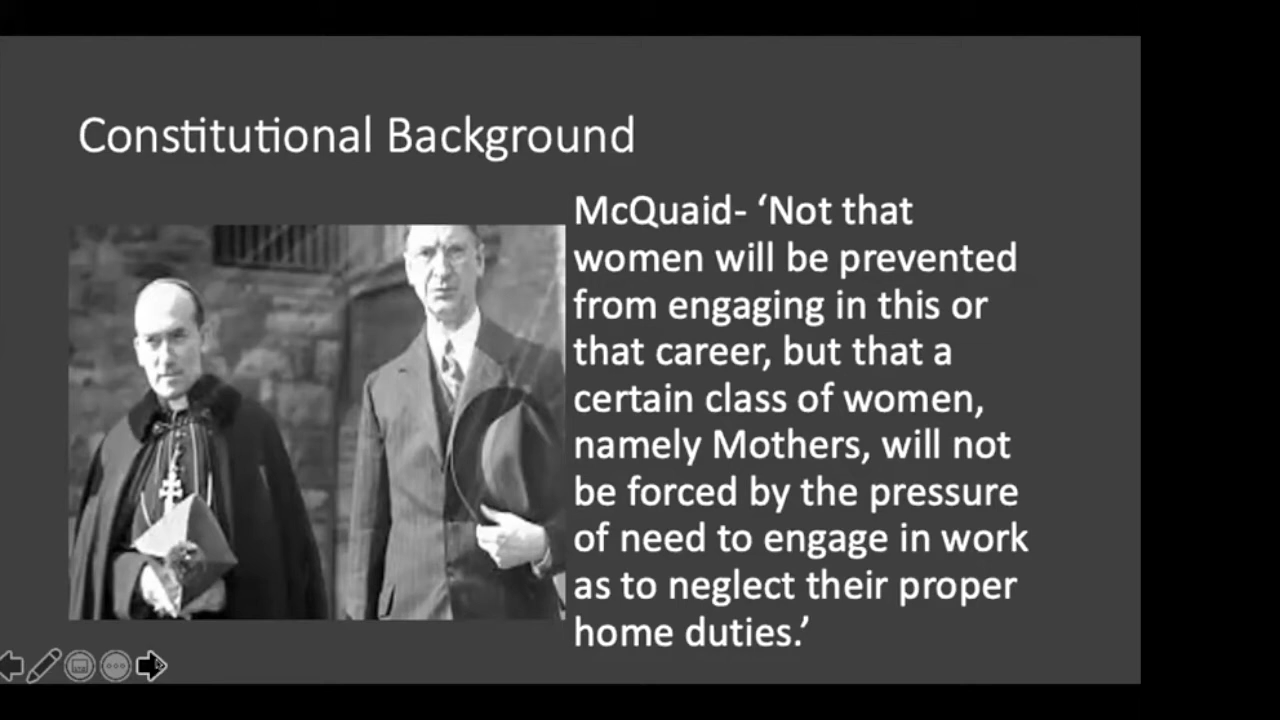 Constitutional Background
McQuaid- ‘Not that
women will be prevented
from engaging in this or
that career, but that a
certain class of women,
namely Mothers, will not
be forced by the pressure
of need to engage in work
as to neglect their proper
home duties.’